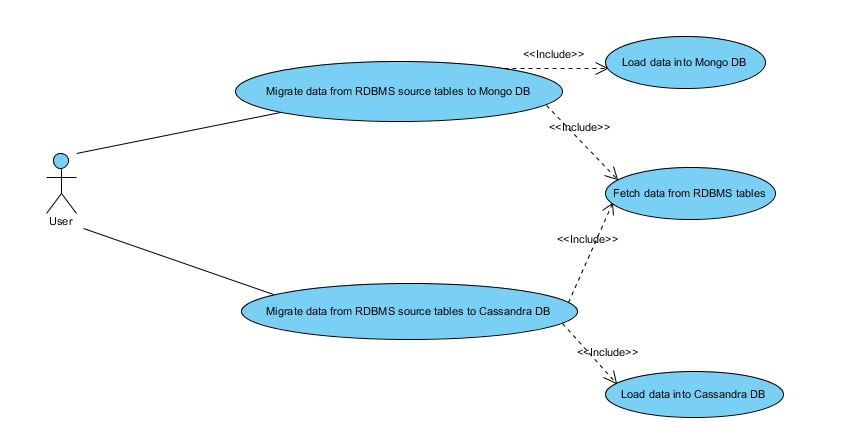 <<Include>>
Load data into Mongo DB
Migrate data from RDBMS source tables to Mongo DB
<<Include>>
Fetch data from RDBMS tables
User
<<Include>>
Migrate data from RDBMS source tables to Cassandra DB
<<Include>>
Load data into Cassandra DB